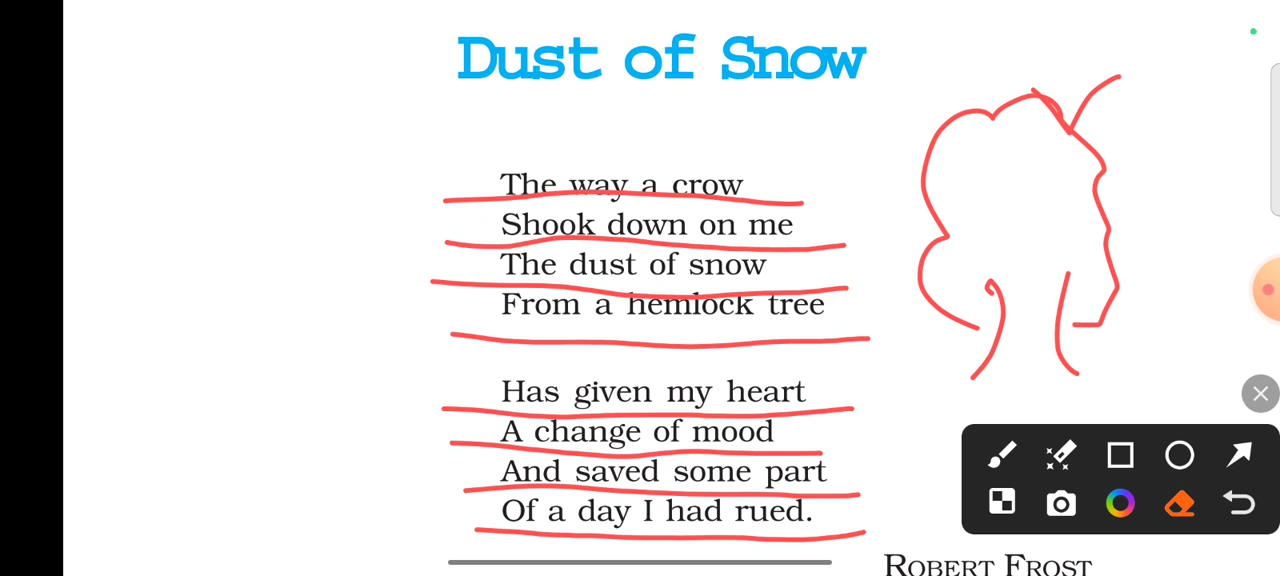 Dust of Snow
The way a crow
Shook down on me
The dust of snow
From a hemlock tree
Has given my heart
A change of mood
And saved some part
Of a day I had rued.
ROBERT FROST